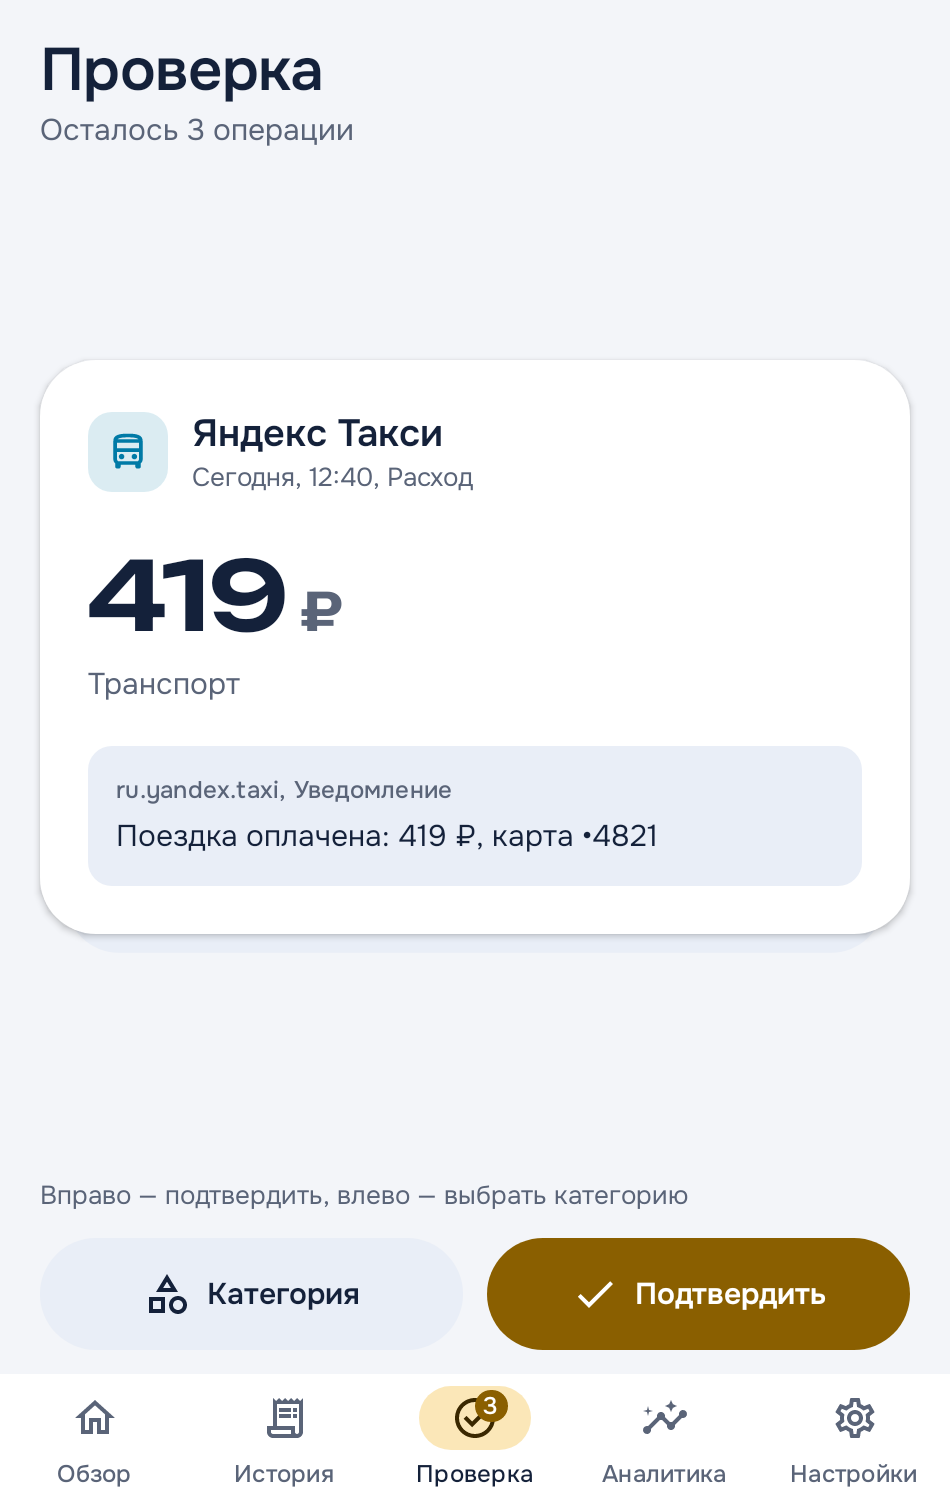 Проверка
Осталось 3 операции
Яндекс Такси
Сегодня, 12:40, Расход
419 ₽
Транспорт
ru.yandex.taxi, Уведомление
Поездка оплачена: 419 ₽, карта •4821
Вправо — подтвердить, влево — выбрать категорию
Категория
Подтвердить
3
Обзор
История
Проверка
Аналитика
Настройки